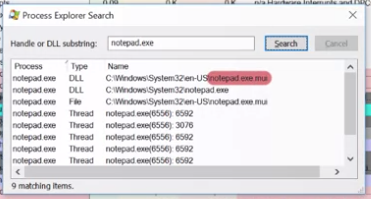 Process Explorer Search
Handle or DLL substring: notepad.exe Search Cancel
Process Type Name
notepad.exe DLL C:\Windows\System32\en-US\notepad.exe.mui
notepad.exe DLL C:\Windows\System32\notepad.exe
notepad.exe File C:\Windows\System32\en-US\notepad.exe.mui
notepad.exe Thread notepad.exe(6556): 6592
notepad.exe Thread notepad.exe(6556): 3076
notepad.exe Thread notepad.exe(6556): 6592
notepad.exe Thread notepad.exe(6556): 6592
notepad.exe Thread notepad.exe(6556): 6592
9 matching items.